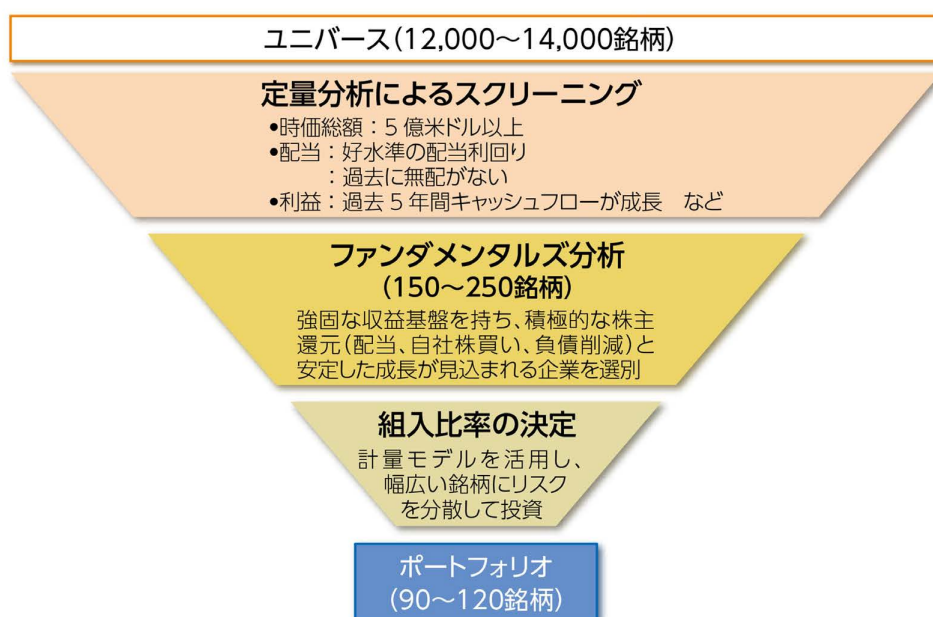 ユニバース(12,000～14,000銘柄)
定量分析によるスクリーニング
•時価総額：5億米ドル以上
•配当：好水準の配当利回り
：過去に無配がない
•利益：過去5年間キャッシュフローが成長　など
ファンダメンタルズ分析
(150～250銘柄)
強固な収益基盤を持ち、積極的な株主
還元(配当、自社株買い、負債削減)と
安定した成長が見込まれる企業を選別
組入比率の決定
計量モデルを活用し、
幅広い銘柄にリスク
を分散して投資
ポートフォリオ
(90～120銘柄)